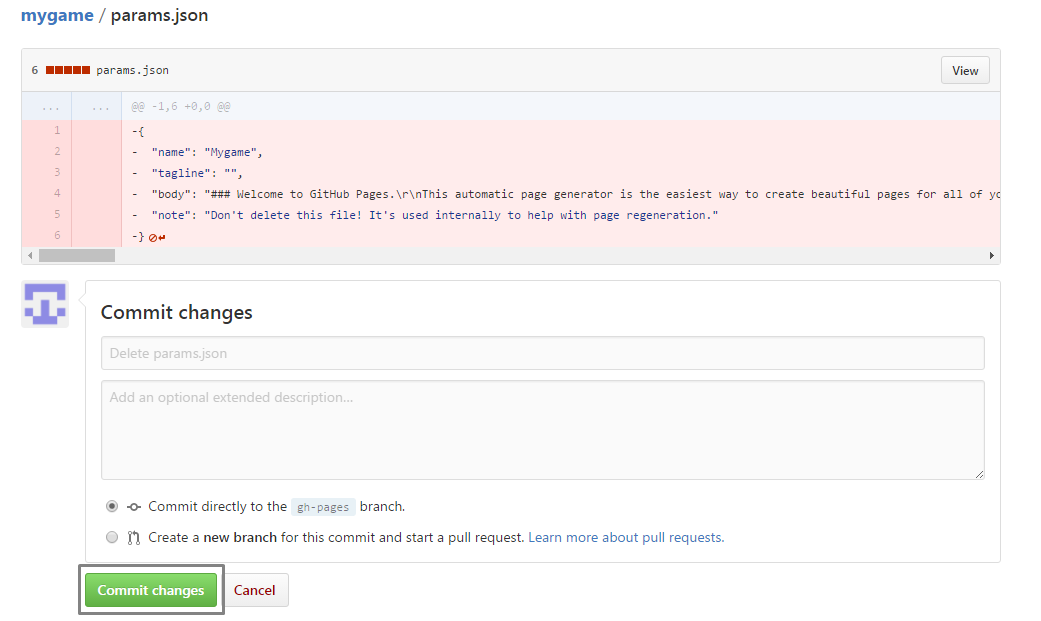 mygame / params.json
6 params.json View
... ... @@ -1,6 +0,0 @@
1 -{
2 - "name": "Mygame",
3 - "tagline": "",
4 - "body": "### Welcome to GitHub Pages.\r\nThis automatic page generator is the easiest way to create beautiful pages for all of yo
5 - "note": "Don't delete this file! It's used internally to help with page regeneration."
6 -}
Commit changes
Delete params.json
Add an optional extended description...
Commit directly to the gh-pages branch.
Create a new branch for this commit and start a pull request. Learn more about pull requests.
Commit changes Cancel